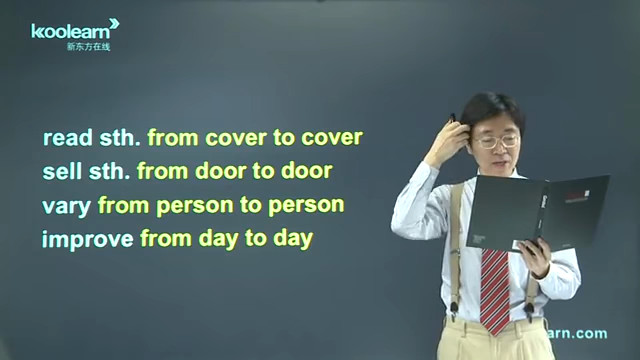 koolearn
新东方在线
read sth. from cover to cover
sell sth. from door to door
vary from person to person
improve from day to day
arn.com